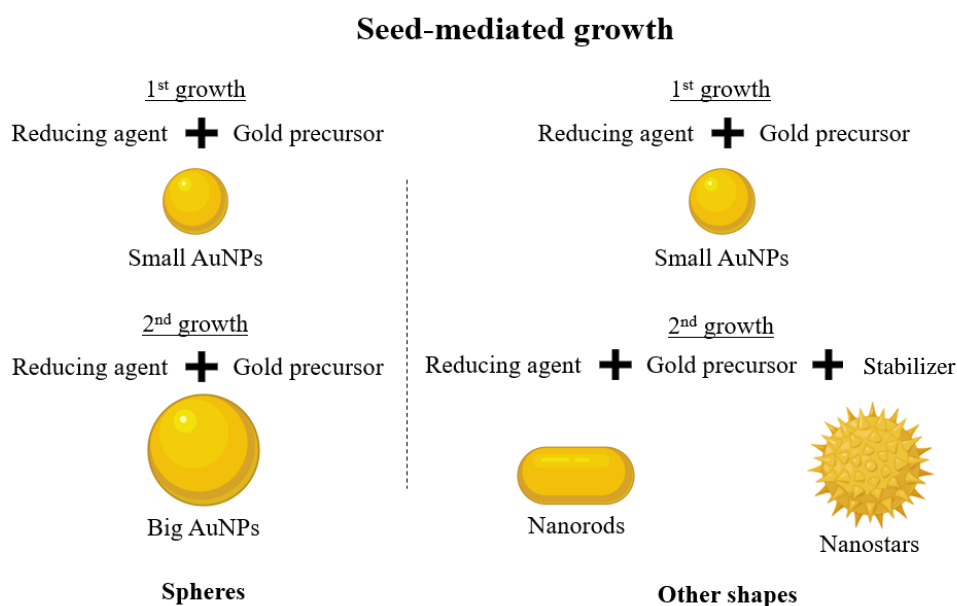 Seed-mediated growth
1st growth
Reducing agent + Gold precursor
Small AuNPs
2nd growth
Reducing agent + Gold precursor
Big AuNPs
Spheres
1st growth
Reducing agent + Gold precursor
Small AuNPs
2nd growth
Reducing agent + Gold precursor + Stabilizer
Nanorods
Nanostars
Other shapes